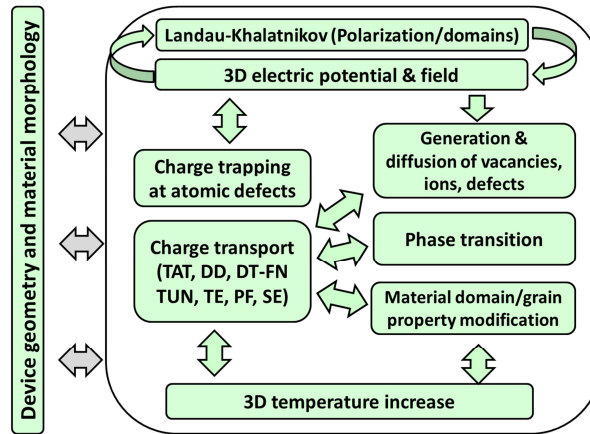 Device geometry and material morphology
Landau-Khalatnikov (Polarization/domains)
3D electric potential & field
Charge trapping
at atomic defects
Generation &
diffusion of vacancies,
ions, defects
Charge transport
(TAT, DD, DT-FN
TUN, TE, PF, SE)
Phase transition
Material domain/grain
property modification
3D temperature increase